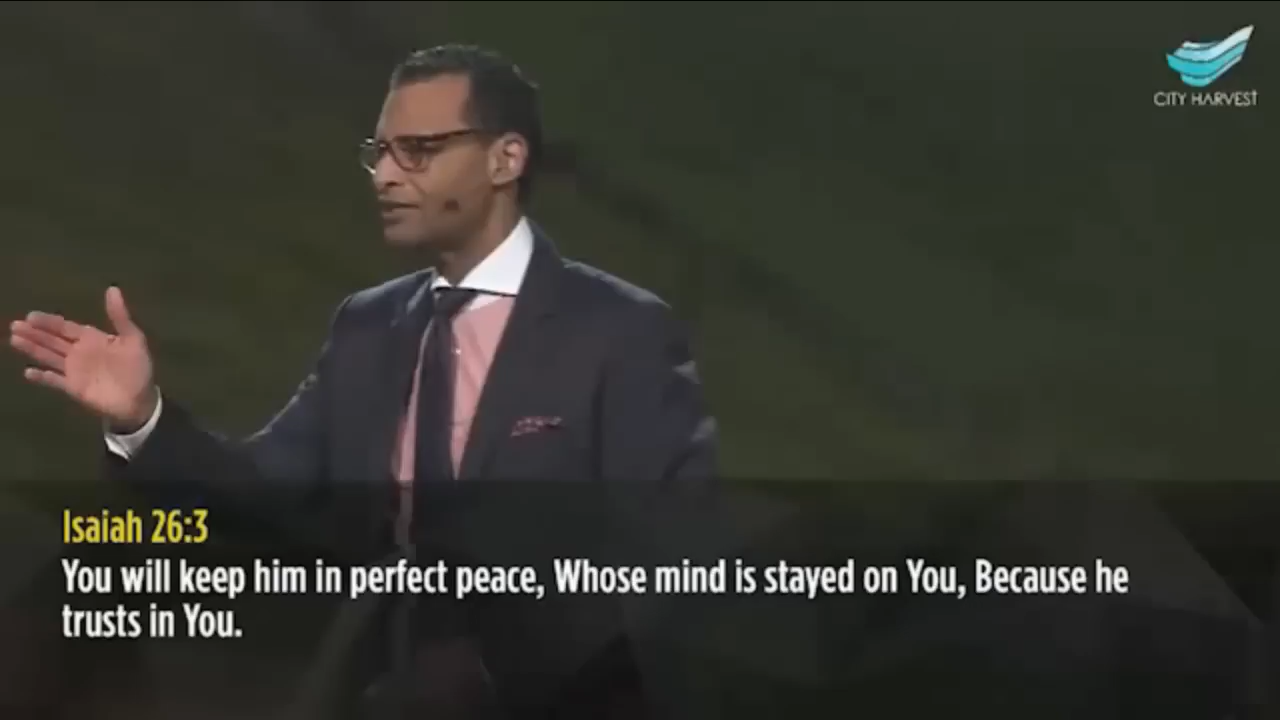 CITY HARVEST
Isaiah 26:3
You will keep him in perfect peace, Whose mind is stayed on You, Because he
trusts in You.